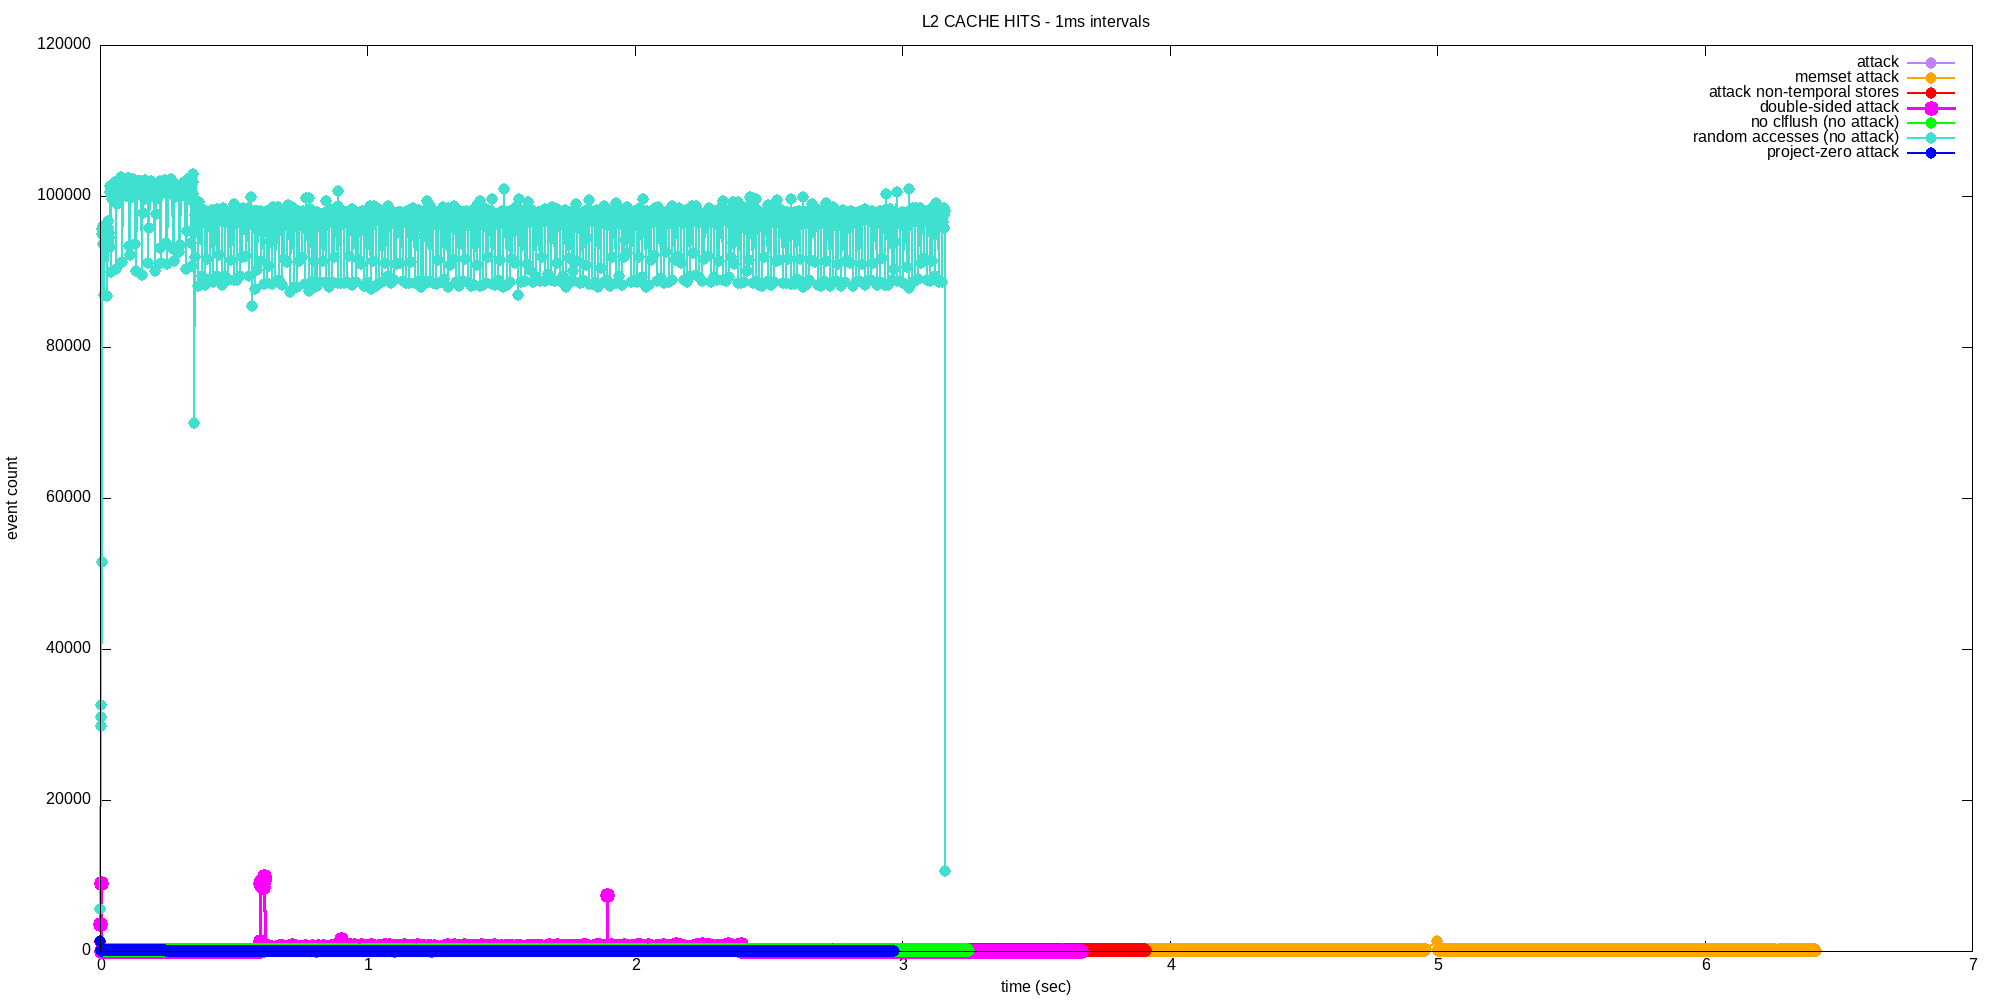 L2 CACHE HITS - 1ms intervals
120000
100000
80000
60000
40000
20000
0
event count
attack
memset attack
attack non-temporal stores
double-sided attack
no clflush (no attack)
random accesses (no attack)
project-zero attack
0 1 2 3 4 5 6 7
time (sec)